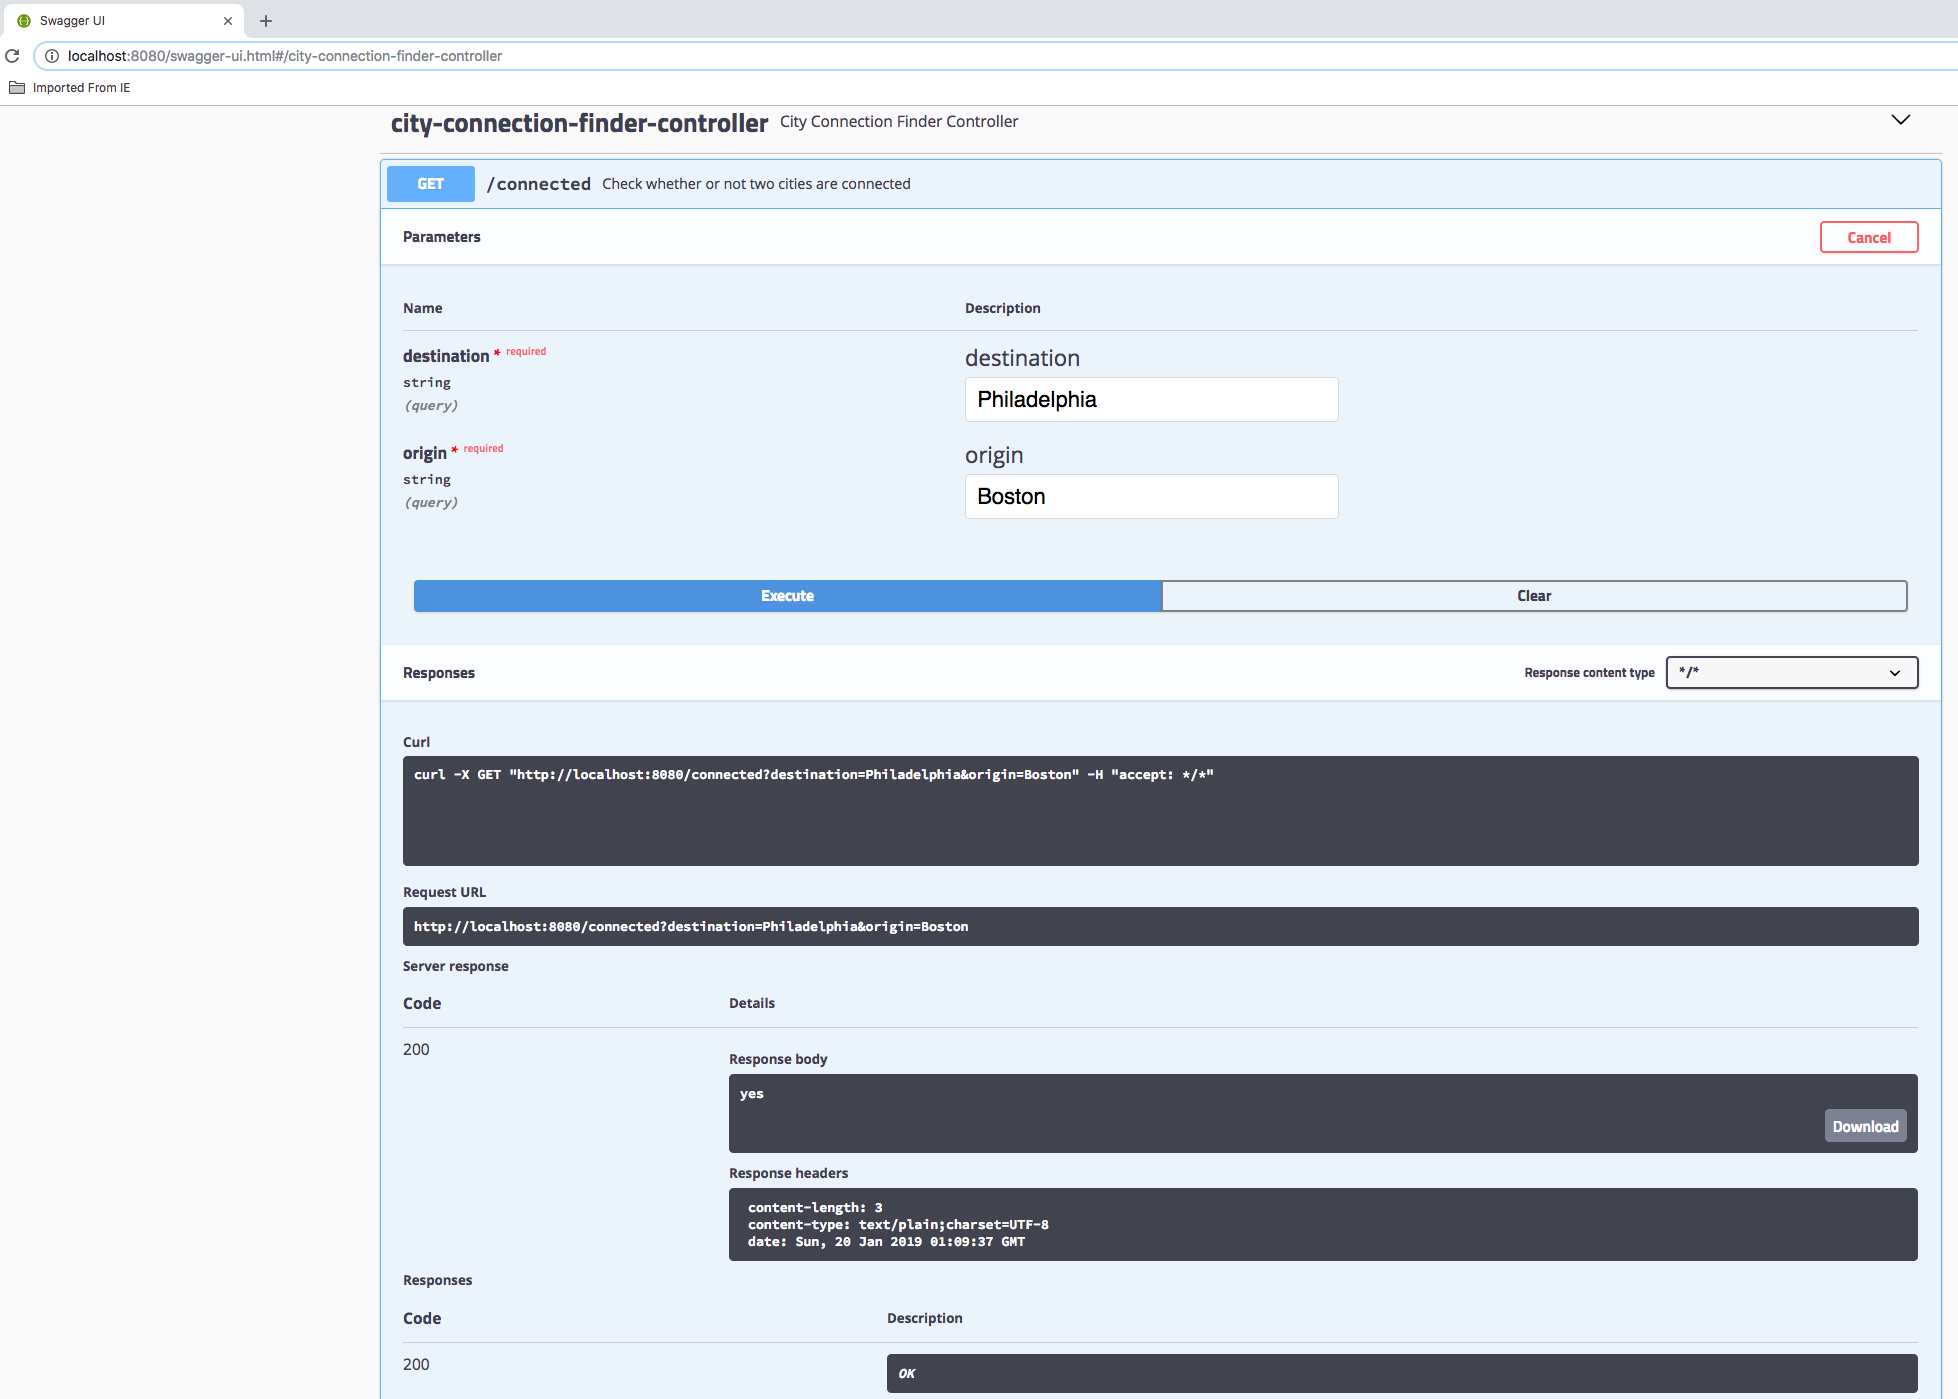 Swagger UI
localhost:8080/swagger-ui.html#/city-connection-finder-controller
Imported From IE
city-connection-finder-controller City Connection Finder Controller
GET /connected Check whether or not two cities are connected
Parameters Cancel
Name Description
destination * required destination
string
(query)
Philadelphia
origin * required origin
string
(query)
Boston
Execute Clear
Responses Response content type */*
Curl
curl -X GET "http://localhost:8080/connected?destination=Philadelphia&origin=Boston" -H "accept: */*"
Request URL
http://localhost:8080/connected?destination=Philadelphia&origin=Boston
Server response
Code Details
200
Response body
yes
Download
Response headers
content-length: 3
content-type: text/plain;charset=UTF-8
date: Sun, 20 Jan 2019 01:09:37 GMT
Responses
Code Description
200
OK